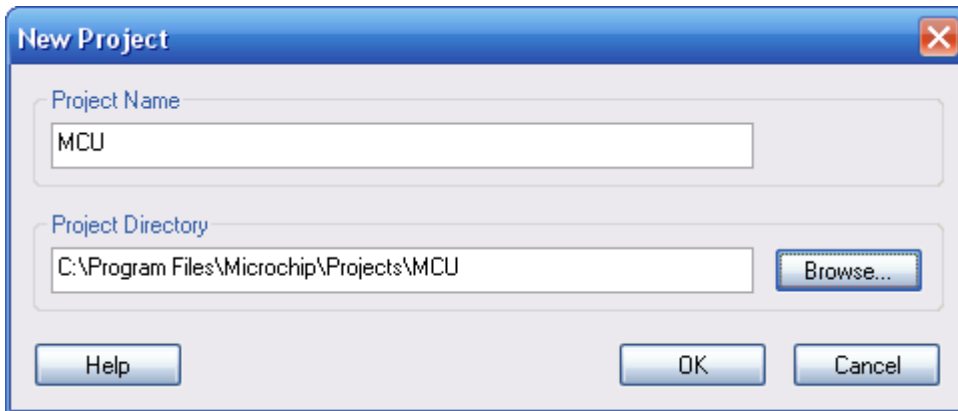 New Project
Project Name
MCU
Project Directory
C:\Program Files\Microchip\Projects\MCU
Browse...
Help
OK
Cancel